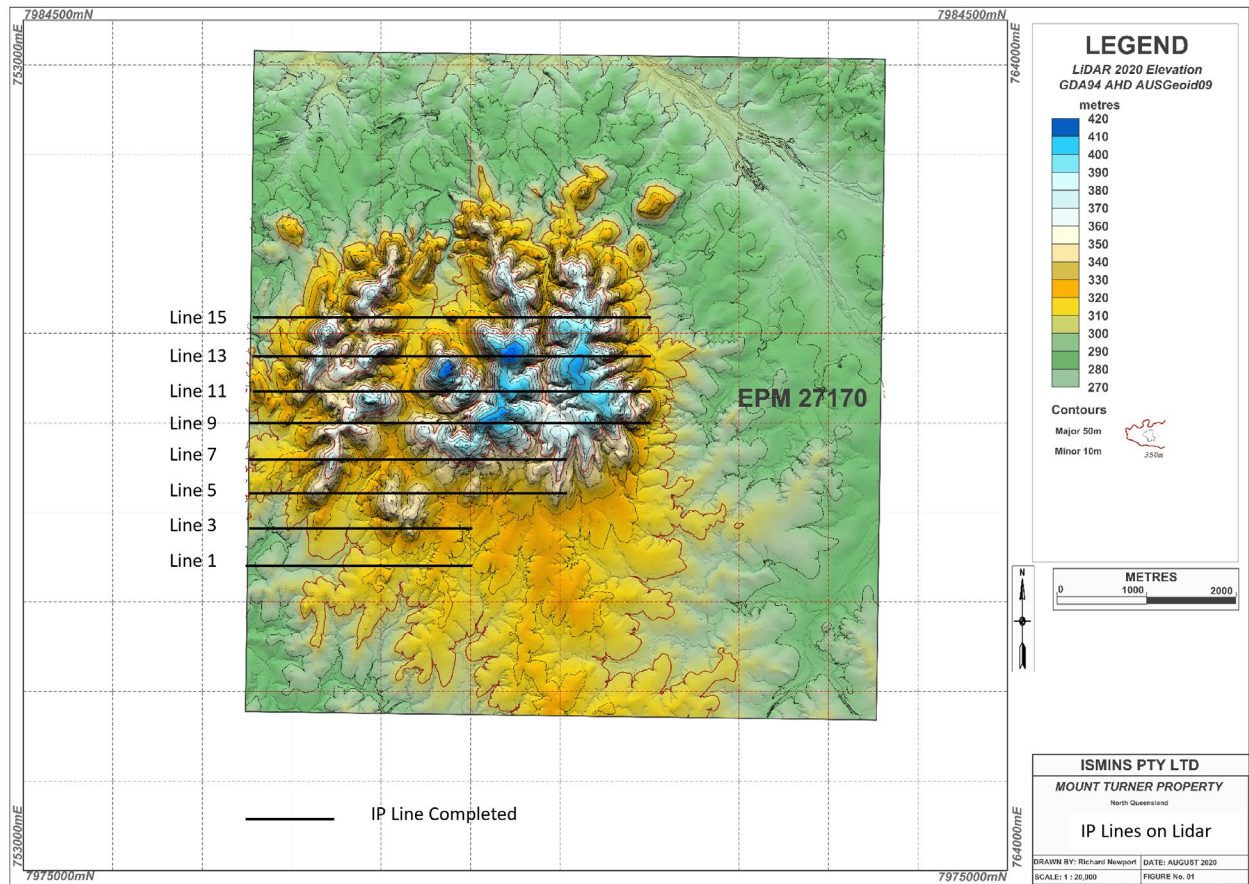 7984500mN
7984500mN
753000mE
764000mE
LEGEND
LiDAR 2020 Elevation
GDA94 AHD AUSGeoid09
metres
420
410
400
390
380
370
360
350
340
330
320
310
300
290
280
270
Contours
Major 50m
Minor 10m
350m
Line 15
Line 13
Line 11
Line 9
Line 7
Line 5
Line 3
Line 1
EPM 27170
N
METRES
0 1000 2000
IP Line Completed
753000mE
764000mE
7975000mN
7975000mN
ISMINS PTY LTD
MOUNT TURNER PROPERTY
North Queensland
IP Lines on Lidar
DRAWN BY: Richard Newport
DATE: AUGUST 2020
SCALE: 1 : 20,000
FIGURE No. 01